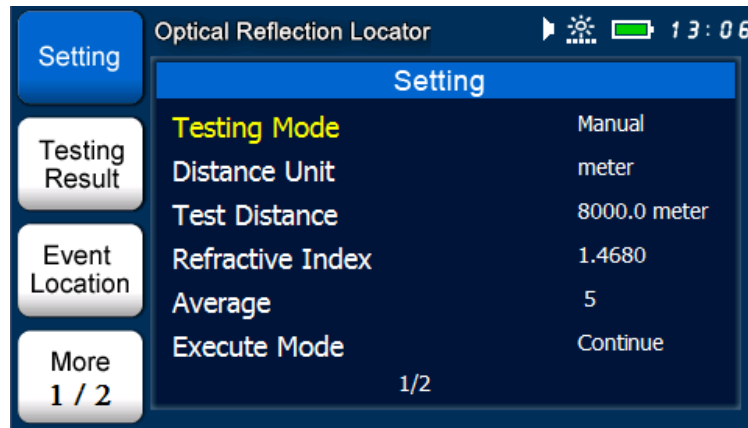 Optical Reflection Locator 13:06
Setting
Testing
Result
Event
Location
More
1 / 2
Setting
Testing Mode Manual
Distance Unit meter
Test Distance 8000.0 meter
Refractive Index 1.4680
Average 5
Execute Mode Continue
1/2